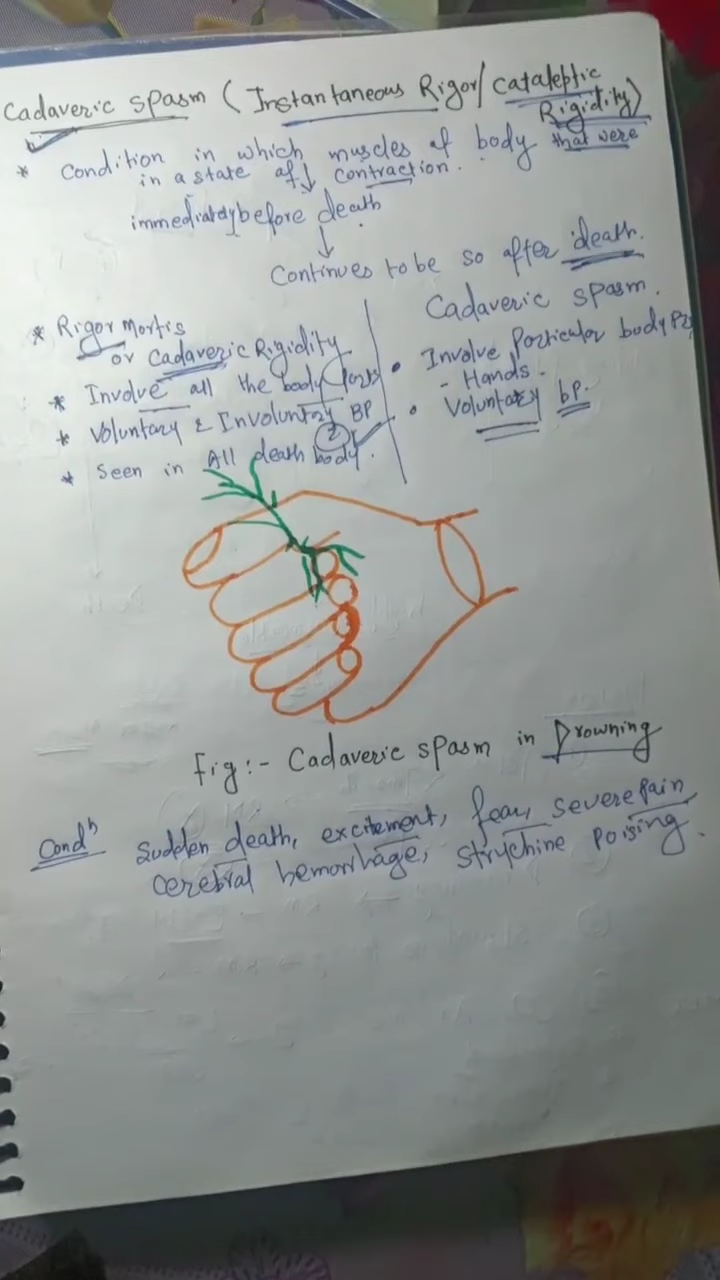 Cadaveric spasm (Instantaneous Rigor/ Cataleptic Rigidity)
* Condition in which muscles of body that were
in a state of contraction.
immediately before death
↓
Continues to be so after death.
* Rigor Mortis
or Cadaveric Rigidity
* Involve all the body parts
* Voluntary & Involuntary BP
* Seen in All death body.
2
Cadaveric spasm.
• Involve Particular body
- Hands -
• Voluntary bP.
Fig:- Cadaveric spasm in Drowning
Condⁿ Sudden death, excitement, fear, severe pain
cerebral hemorrhage, strychine poising.